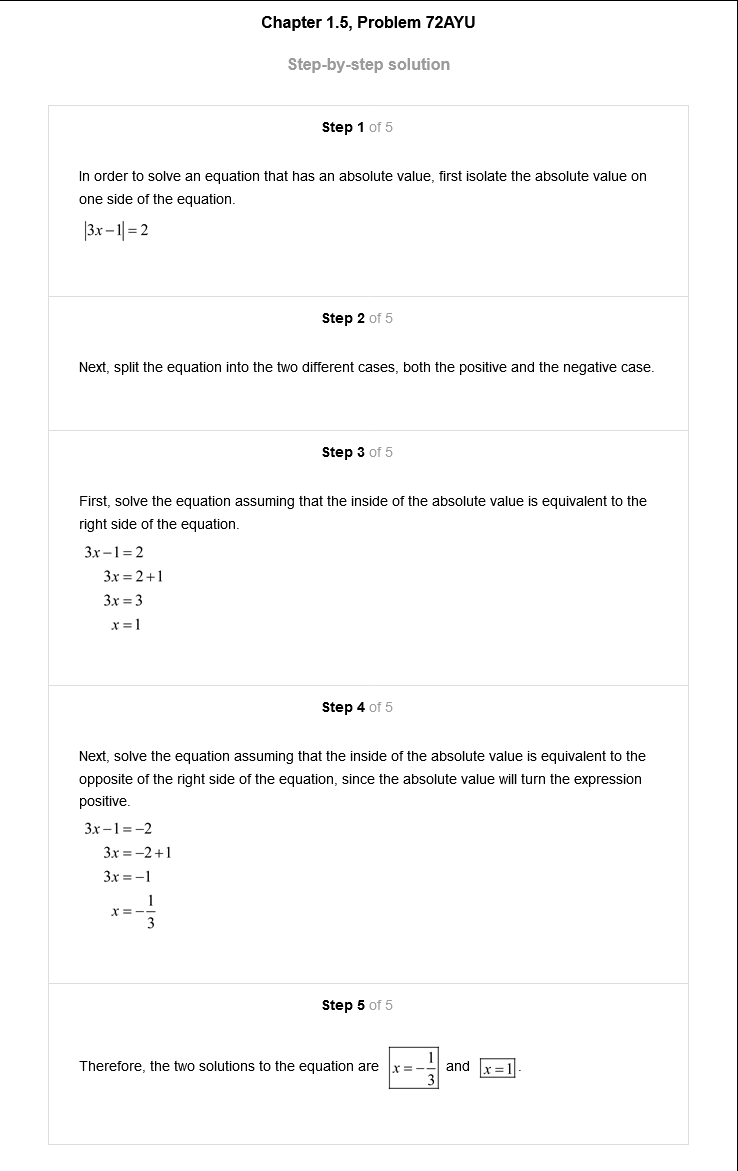 Chapter 1.5, Problem 72AYU
Step-by-step solution
Step 1 of 5
In order to solve an equation that has an absolute value, first isolate the absolute value on
one side of the equation.
|3x−1|=2
Step 2 of 5
Next, split the equation into the two different cases, both the positive and the negative case.
Step 3 of 5
First, solve the equation assuming that the inside of the absolute value is equivalent to the
right side of the equation.
3x−1=2
3x=2+1
3x=3
x=1
Step 4 of 5
Next, solve the equation assuming that the inside of the absolute value is equivalent to the
opposite of the right side of the equation, since the absolute value will turn the expression
positive.
3x−1=−2
3x=−2+1
3x=−1
x=−1/3
Step 5 of 5
Therefore, the two solutions to the equation are x=−1/3 and x=1.